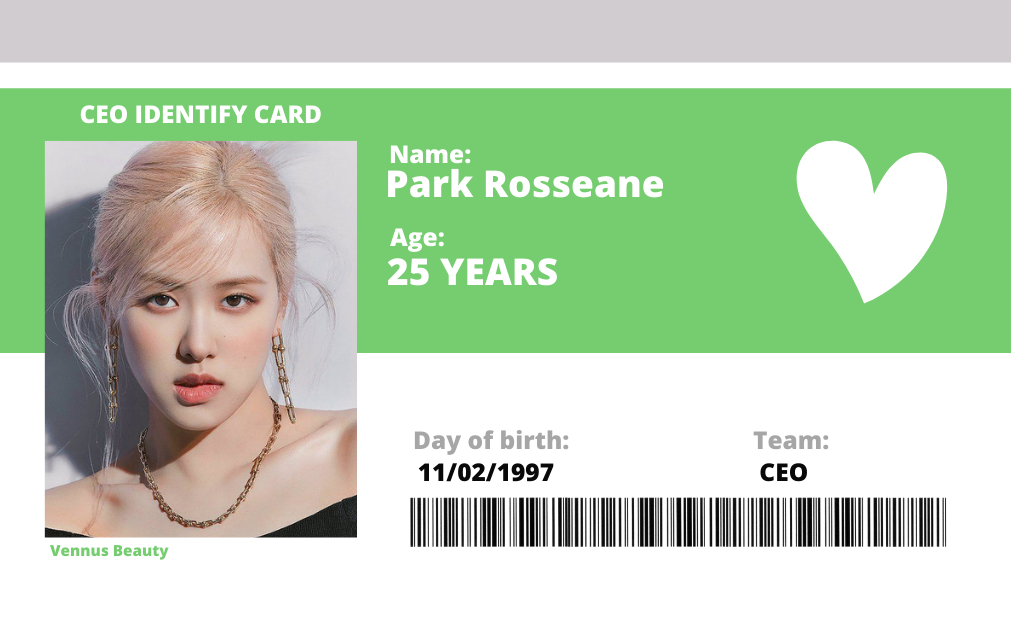 CEO IDENTIFY CARD
Name:
Park Rosseane
Age:
25 YEARS
Day of birth:
11/02/1997
Team:
CEO
Vennus Beauty